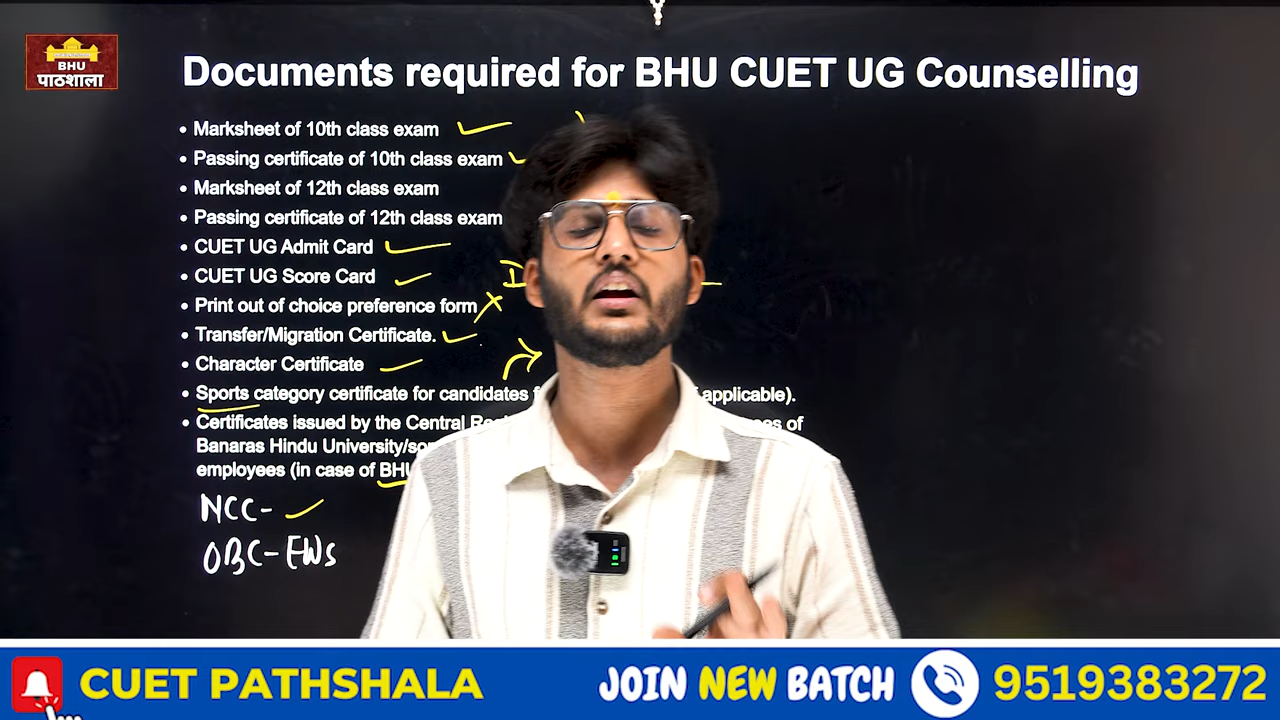 BHU
पाठशाला
Documents required for BHU CUET UG Counselling
• Marksheet of 10th class exam
• Passing certificate of 10th class exam
• Marksheet of 12th class exam
• Passing certificate of 12th class exam
• CUET UG Admit Card
• CUET UG Score Card
• Print out of choice preference form
• Transfer/Migration Certificate.
• Character Certificate
• Sports category certificate for candidates applicable).
• Certificates issued by the Central of
Banaras Hindu University/
employees (in case of BHU
NCC-
OBC-EWS
CUET PATHSHALA
JOIN NEW BATCH
9519383272